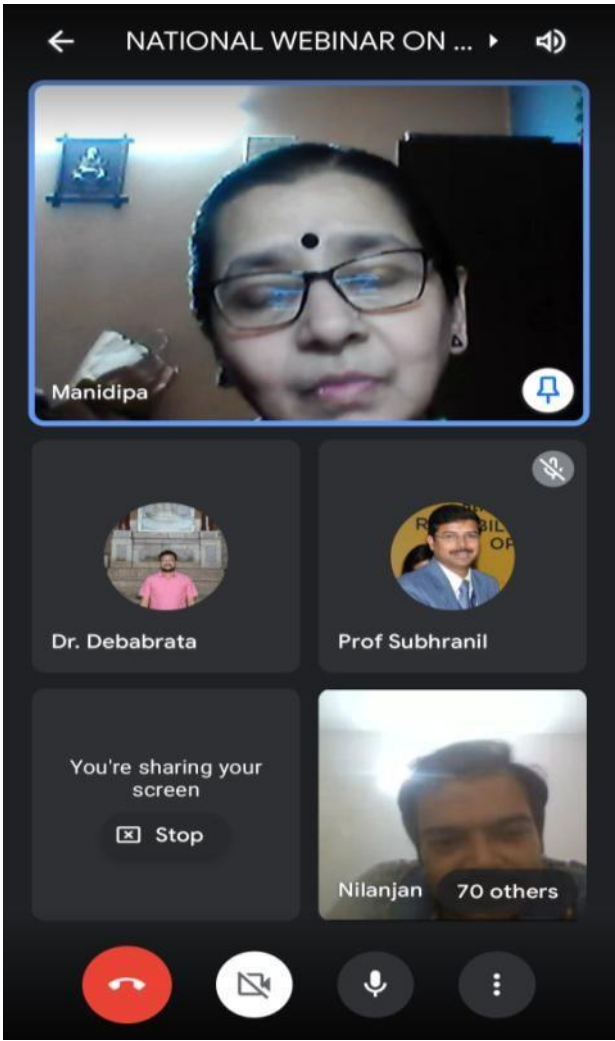 NATIONAL WEBINAR ON ...
Manidipa
Dr. Debabrata
Prof Subhranil
You're sharing your
screen
Stop
Nilanjan
70 others